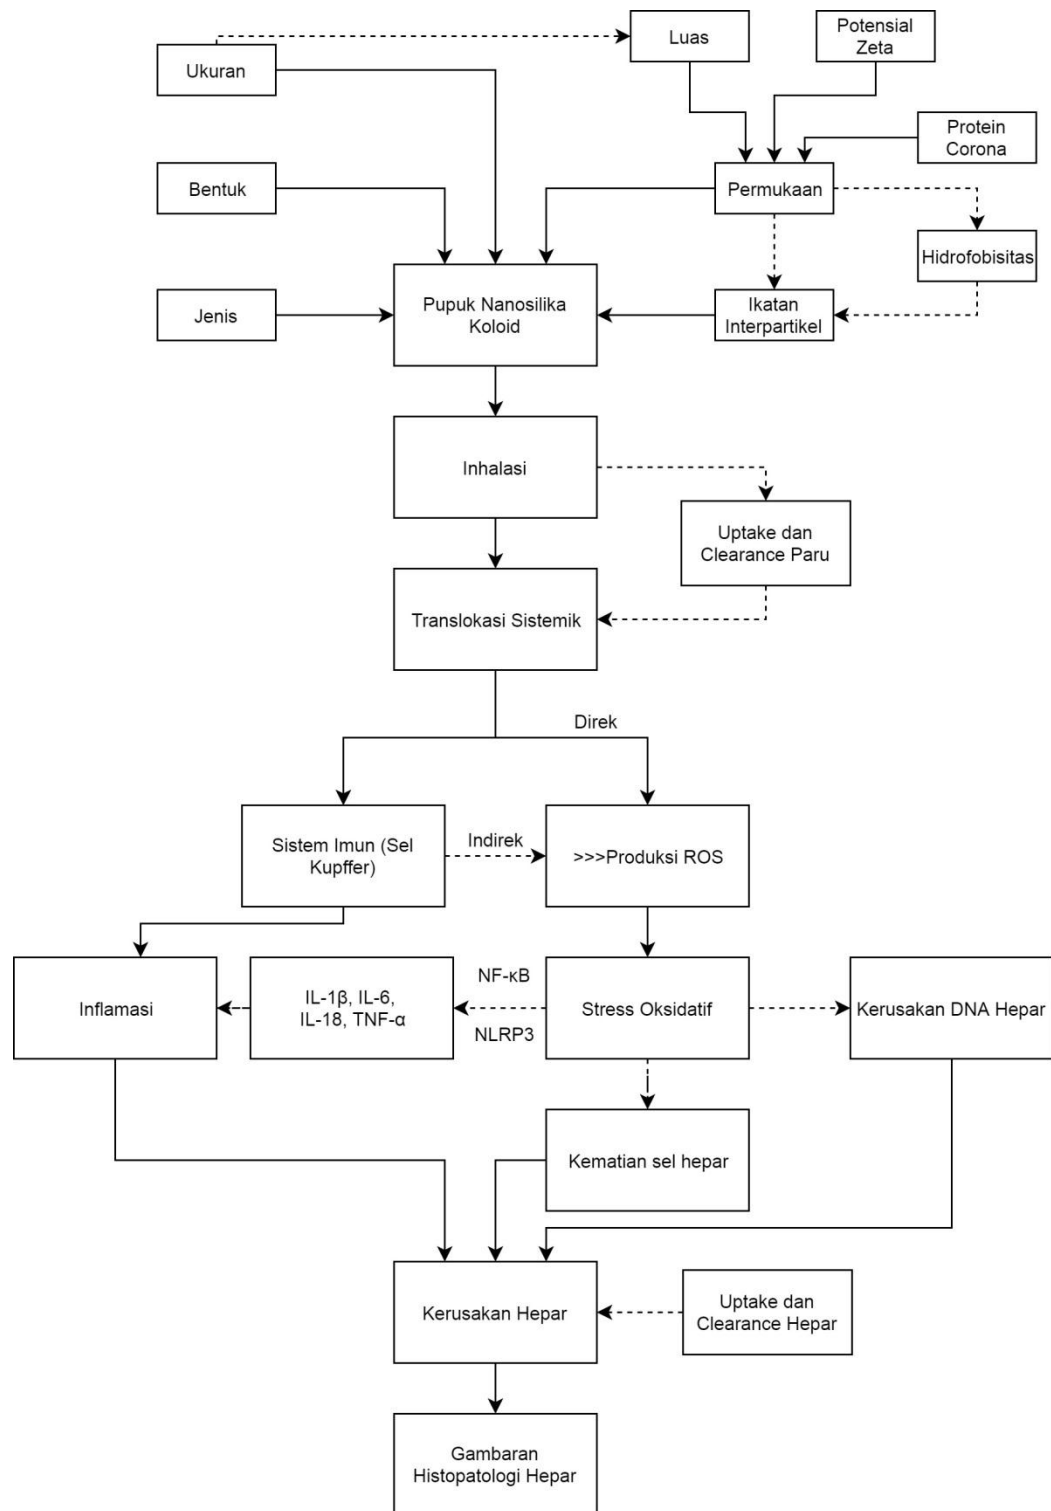 Luas
Potensial
Zeta
Ukuran
Protein
Corona
Bentuk
Permukaan
Hidrofobisitas
Jenis
Pupuk Nanosilika
Koloid
Ikatan
Interpartikel
Inhalasi
Uptake dan
Clearance Paru
Translokasi Sistemik
Direk
Sistem Imun (Sel
Kupffer)
Indirek
>>>Produksi ROS
Inflamasi
IL-1β, IL-6,
IL-18, TNF-α
NF-κB
NLRP3
Stress Oksidatif
Kerusakan DNA Hepar
Kematian sel hepar
Kerusakan Hepar
Uptake dan
Clearance Hepar
Gambaran
Histopatologi Hepar